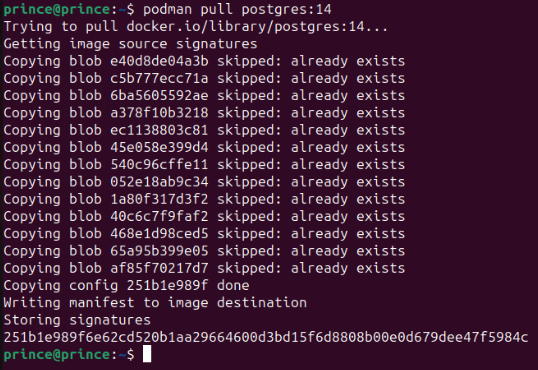 prince@prince:~$ podman pull postgres:14
Trying to pull docker.io/library/postgres:14...
Getting image source signatures
Copying blob e40d8de04a3b skipped: already exists
Copying blob c5b777ecc71a skipped: already exists
Copying blob 6ba5605592ae skipped: already exists
Copying blob a378f10b3218 skipped: already exists
Copying blob ec1138803c81 skipped: already exists
Copying blob 45e058e399d4 skipped: already exists
Copying blob 540c96cffe11 skipped: already exists
Copying blob 052e18ab9c34 skipped: already exists
Copying blob 1a80f317d3f2 skipped: already exists
Copying blob 40c6c7f9faf2 skipped: already exists
Copying blob 468e1d98ced5 skipped: already exists
Copying blob 65a95b399e05 skipped: already exists
Copying blob af85f70217d7 skipped: already exists
Copying config 251b1e989f done
Writing manifest to image destination
Storing signatures
251b1e989f6e62cd520b1aa29664600d3bd15f6d8808b00e0d679dee47f5984c
prince@prince:~$